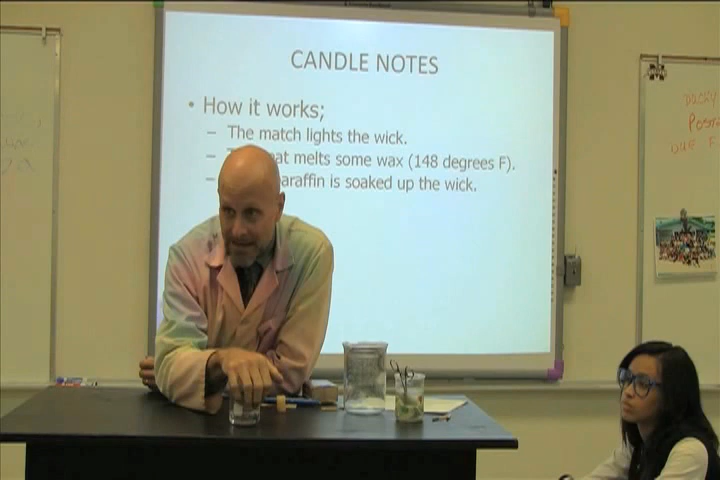 CANDLE NOTES
• How it works;
– The match lights the wick.
– at melts some wax (148 degrees F).
– araffin is soaked up the wick.
DUE F